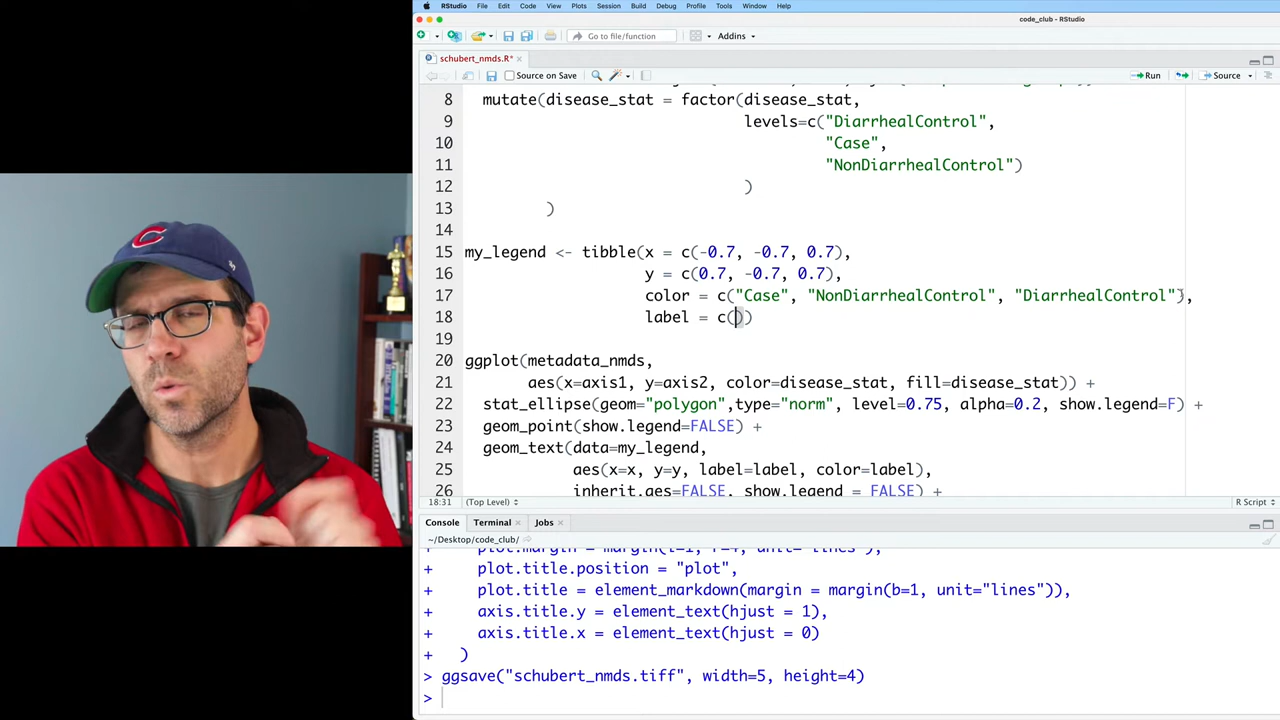 RStudio File Edit Code View Plots Session Build Debug Profile Tools Window Help
code_club - RStudio
Go to file/function Addins
schubert_nmds.R*
Source on Save Run Source
8 mutate(disease_stat = factor(disease_stat,
9 levels=c("DiarrhealControl",
10 "Case",
11 "NonDiarrhealControl")
12 )
13 )
14
15 my_legend <- tibble(x = c(-0.7, -0.7, 0.7),
16 y = c(0.7, -0.7, 0.7),
17 color = c("Case", "NonDiarrhealControl", "DiarrhealControl"),
18 label = c())
19
20 ggplot(metadata_nmds,
21 aes(x=axis1, y=axis2, color=disease_stat, fill=disease_stat)) +
22 stat_ellipse(geom="polygon",type="norm", level=0.75, alpha=0.2, show.legend=F) +
23 geom_point(show.legend=FALSE) +
24 geom_text(data=my_legend,
25 aes(x=x, y=y, label=label, color=label),
26 inherit.aes=FALSE, show.legend = FALSE) +
18:31 (Top Level) R Script
Console Terminal Jobs
~/Desktop/code_club/
+ plot.margin = margin(l=1, r=4, unit="lines"),
+ plot.title.position = "plot",
+ plot.title = element_markdown(margin = margin(b=1, unit="lines")),
+ axis.title.y = element_text(hjust = 1),
+ axis.title.x = element_text(hjust = 0)
+ )
> ggsave("schubert_nmds.tiff", width=5, height=4)
>